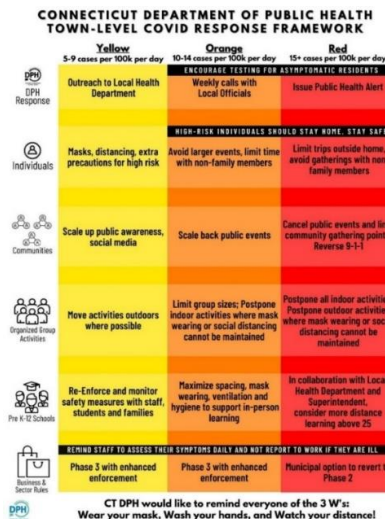 CONNECTICUT DEPARTMENT OF PUBLIC HEALTH
TOWN-LEVEL COVID RESPONSE FRAMEWORK
Yellow
5-9 cases per 100k per day
Orange
10-14 cases per 100k per day
Red
15+ cases per 100k per day
ENCOURAGE TESTING FOR ASYMPTOMATIC RESIDENTS
DPH
DPH
Response
Outreach to Local Health
Department
Weekly calls with
Local Officials
Issue Public Health Alert
HIGH-RISK INDIVIDUALS SHOULD STAY HOME, STAY SAFE
Individuals
Masks, distancing, extra
precautions for high risk
Avoid larger events, limit time
with non-family members
Limit trips outside home,
avoid gatherings with non
family members
Communities
Scale up public awareness,
social media
Scale back public events
Cancel public events and lim
community gathering point
Reverse 9-1-1
Organized Group
Activities
Move activities outdoors
where possible
Limit group sizes; Postpone
indoor activities where mask
wearing or social distancing
cannot be maintained
Postpone all indoor activitie
Postpone outdoor activities
where mask wearing or soci
distancing cannot be
maintained
Pre K-12 Schools
Re-Enforce and monitor
safety measures with staff,
students and families
Maximize spacing, mask
wearing, ventilation and
hygiene to support in-person
learning
In collaboration with Loca
Health Department and
Superintendent,
consider more distance
learning above 25
REMIND STAFF TO ASSESS THEIR SYMPTOMS DAILY AND NOT REPORT TO WORK IF THEY ARE ILL
Business &
Sector Rules
Phase 3 with enhanced
enforcement
Phase 3 with enhanced
enforcement
Municipal option to revert t
Phase 2
DPH
CT DPH would like to remind everyone of the 3 W's:
Wear your mask, Wash your hands, and Watch your distance!